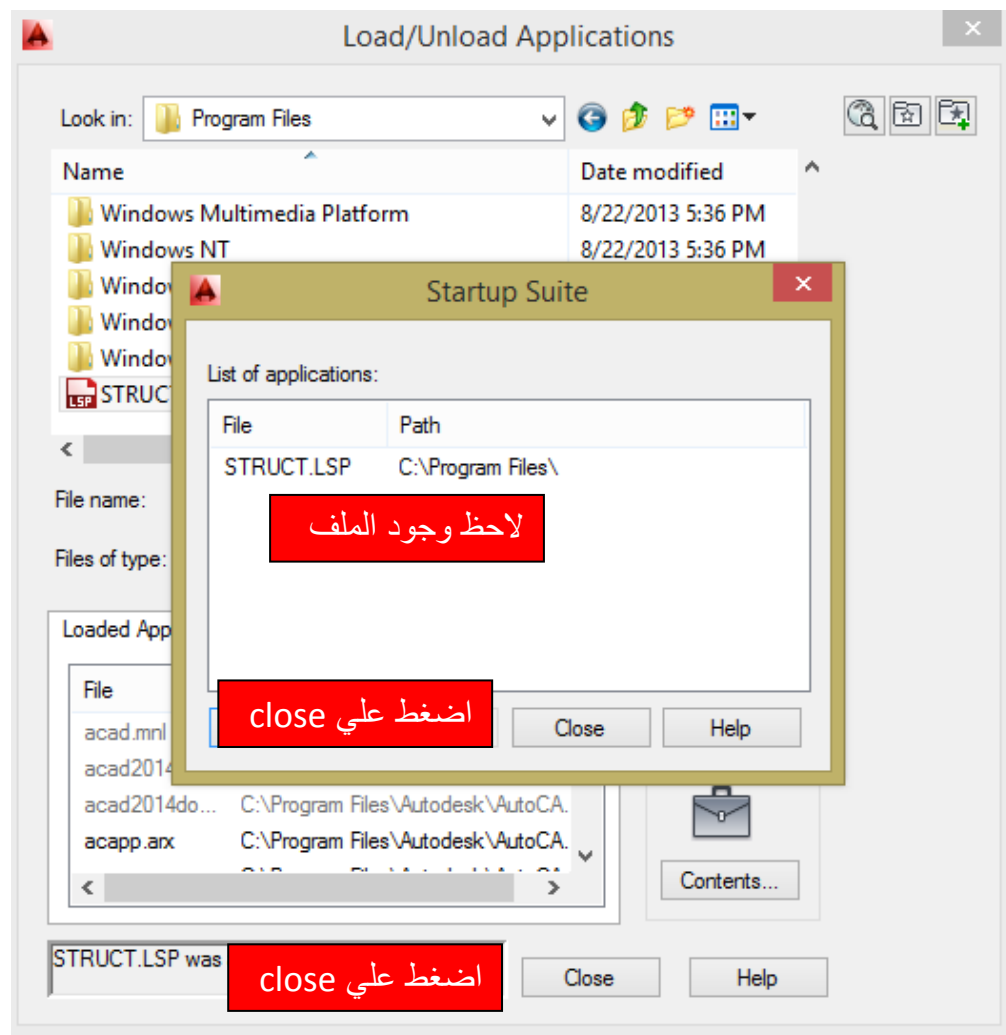 Load/Unload Applications
Look in: Program Files
Name Date modified
Windows Multimedia Platform 8/22/2013 5:36 PM
Windows NT 8/22/2013 5:36 PM
Startup Suite
List of applications:
File Path
STRUCT.LSP C:\Program Files\
لاحظ وجود الملف
اضغط علي close
Close Help
File name:
Files of type:
File
acad.mnl
acad2014do... C:\Program Files\Autodesk\AutoCA.
acapp.arx C:\Program Files\Autodesk\AutoCA.
Contents...
STRUCT.LSP was
اضغط علي close
Close Help